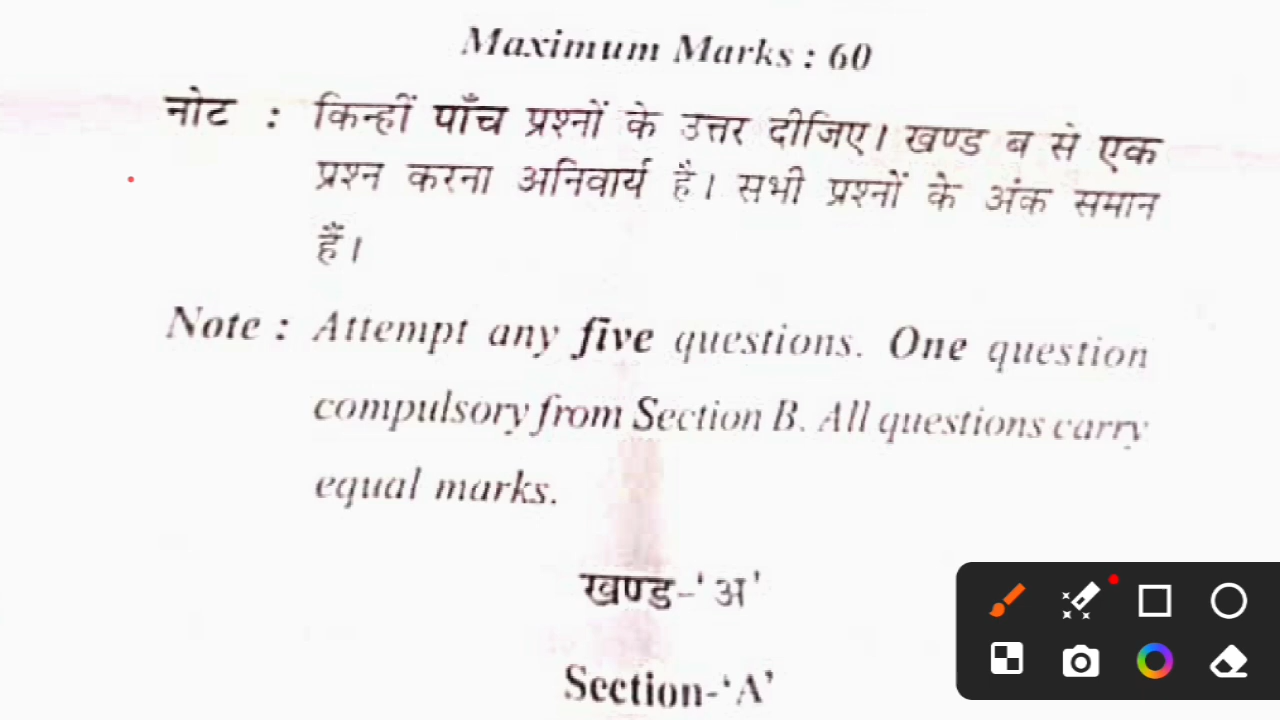 Maximum Marks : 60
नोट : किन्हीं पाँच प्रश्नों के उत्तर दीजिए। खण्ड ब से एक
प्रश्न करना अनिवार्य है। सभी प्रश्नों के अंक समान
हैं।
Note : Attempt any five questions. One question
compulsory from Section B. All questions carry
equal marks.
खण्ड-'अ'
Section-'A'